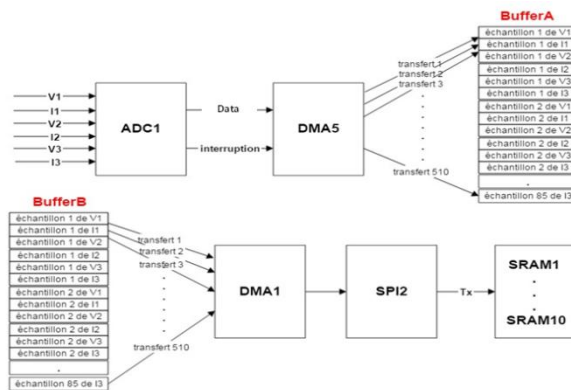 BufferA
échantillon 1 de V1
échantillon 1 de I1
échantillon 1 de V2
échantillon 1 de I2
échantillon 1 de V3
échantillon 1 de I3
échantillon 2 de V1
échantillon 2 de I1
échantillon 2 de V2
échantillon 2 de I2
échantillon 2 de V3
échantillon 2 de I3
.
échantillon 85 de I3
transfert 1
transfert 2
transfert 3
transfert 510
V1
I1
V2
I2
V3
I3
ADC1
Data
interruption
DMA5
BufferB
échantillon 1 de V1
échantillon 1 de I1
échantillon 1 de V2
échantillon 1 de I2
échantillon 1 de V3
échantillon 1 de I3
échantillon 2 de V1
échantillon 2 de I1
échantillon 2 de V2
échantillon 2 de I2
échantillon 2 de V3
échantillon 2 de I3
.
échantillon 85 de I3
transfert 1
transfert 2
transfert 3
transfert 510
DMA1
SPI2
Tx
SRAM1
SRAM10